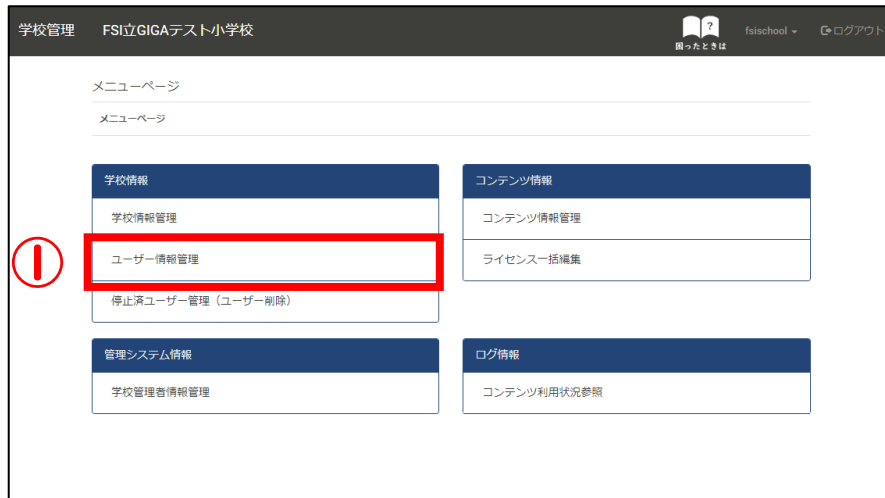 学校管理 FSI立GIGAテスト小学校 ? 困ったときは fsischool ログアウト
メニューページ
メニューページ
学校情報
学校情報管理
① ユーザー情報管理
停止済ユーザー管理（ユーザー削除）
コンテンツ情報
コンテンツ情報管理
ライセンス一括編集
管理システム情報
学校管理者情報管理
ログ情報
コンテンツ利用状況参照